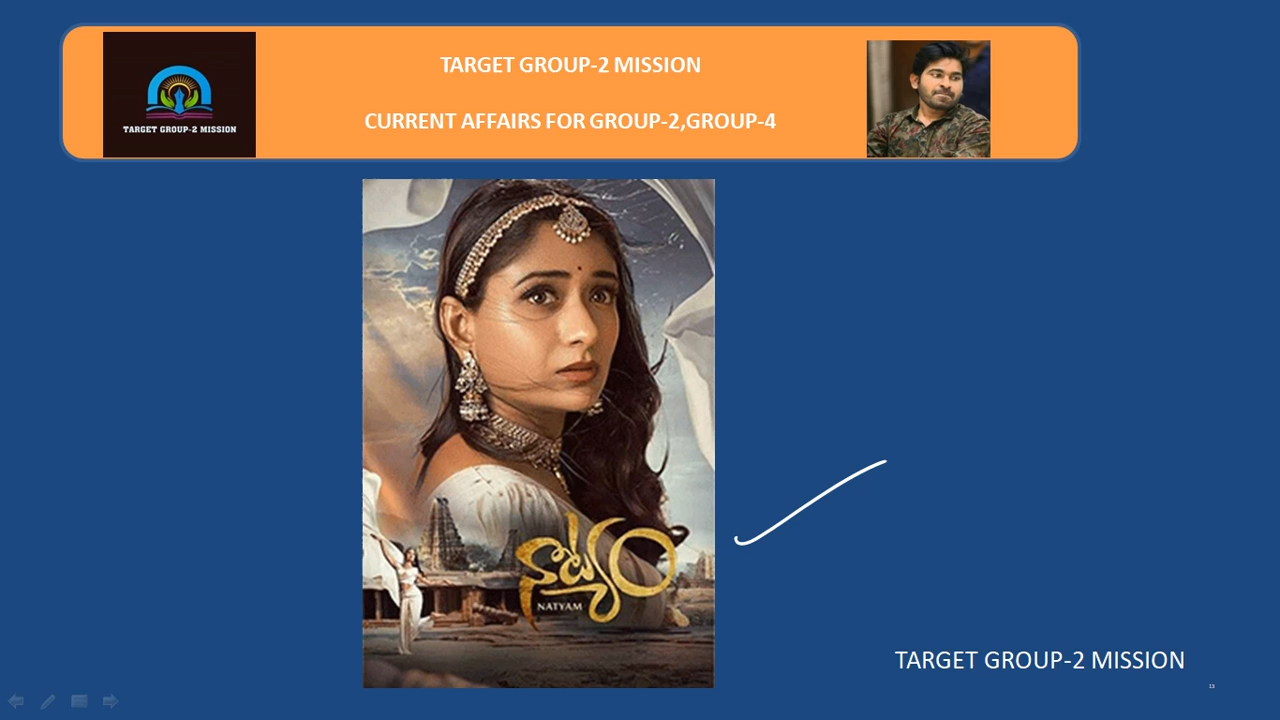 TARGET GROUP-2 MISSION
TARGET GROUP-2 MISSION
CURRENT AFFAIRS FOR GROUP-2,GROUP-4
నాట్యం
NATYAM
TARGET GROUP-2 MISSION
13